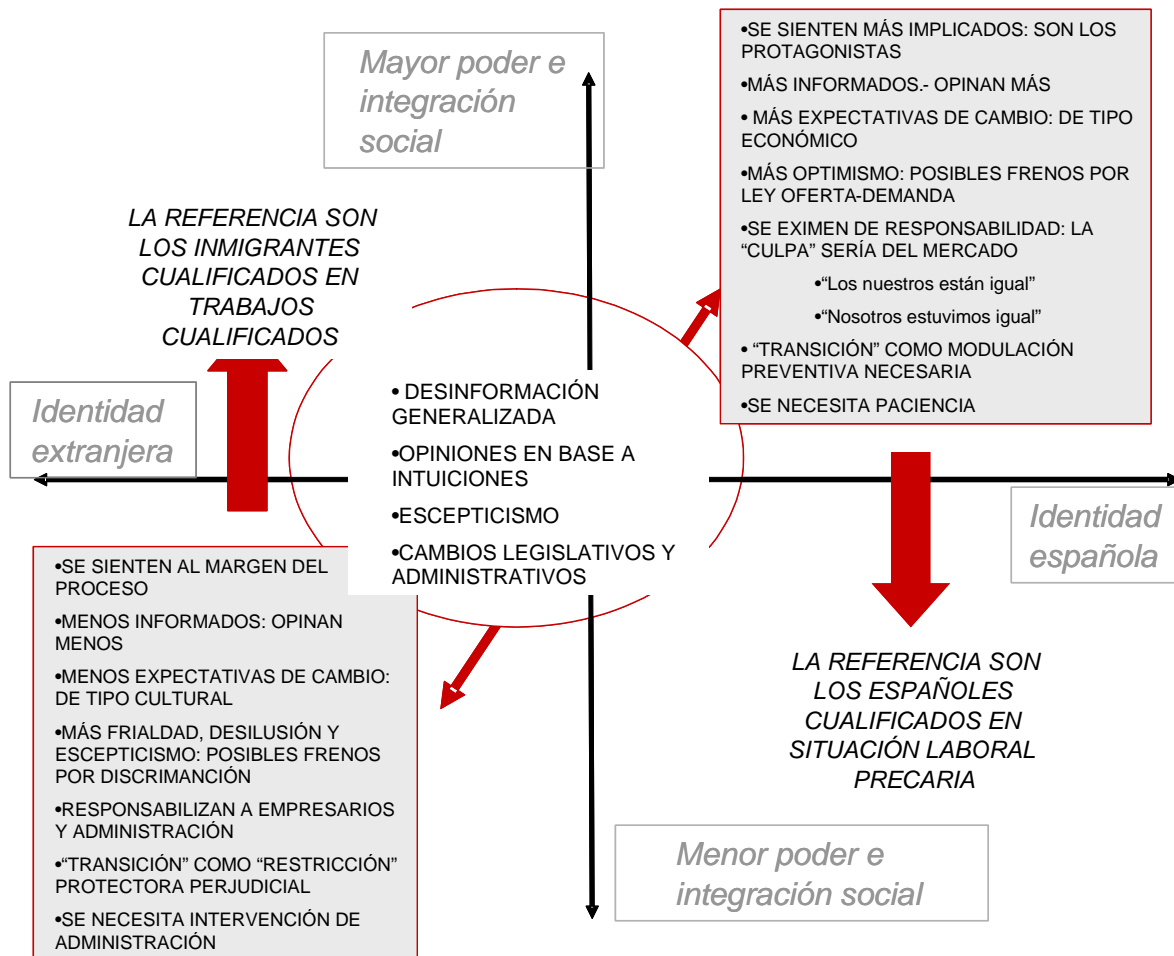 Mayor poder e
integración
social
•SE SIENTEN MÁS IMPLICADOS: SON LOS
PROTAGONISTAS
•MÁS INFORMADOS.- OPINAN MÁS
• MÁS EXPECTATIVAS DE CAMBIO: DE TIPO
ECONÓMICO
•MÁS OPTIMISMO: POSIBLES FRENOS POR
LEY OFERTA-DEMANDA
•SE EXIMEN DE RESPONSABILIDAD: LA
“CULPA” SERÍA DEL MERCADO
•“Los nuestros están igual”
•“Nosotros estuvimos igual”
• “TRANSICIÓN” COMO MODULACIÓN
PREVENTIVA NECESARIA
•SE NECESITA PACIENCIA
LA REFERENCIA SON
LOS INMIGRANTES
CUALIFICADOS EN
TRABAJOS
CUALIFICADOS
Identidad
extranjera
• DESINFORMACIÓN
GENERALIZADA
•OPINIONES EN BASE A
INTUICIONES
•ESCEPTICISMO
•CAMBIOS LEGISLATIVOS Y
ADMINISTRATIVOS
Identidad
española
•SE SIENTEN AL MARGEN DEL
PROCESO
•MENOS INFORMADOS: OPINAN
MENOS
•MENOS EXPECTATIVAS DE CAMBIO:
DE TIPO CULTURAL
•MÁS FRIALDAD, DESILUSIÓN Y
ESCEPTICISMO: POSIBLES FRENOS
POR DISCRIMANCIÓN
•RESPONSABILIZAN A EMPRESARIOS
Y ADMINISTRACIÓN
•“TRANSICIÓN” COMO “RESTRICCIÓN”
PROTECTORA PERJUDICIAL
•SE NECESITA INTERVENCIÓN DE
ADMINISTRACIÓN
LA REFERENCIA SON
LOS ESPAÑOLES
CUALIFICADOS EN
SITUACIÓN LABORAL
PRECARIA
Menor poder e
integración social